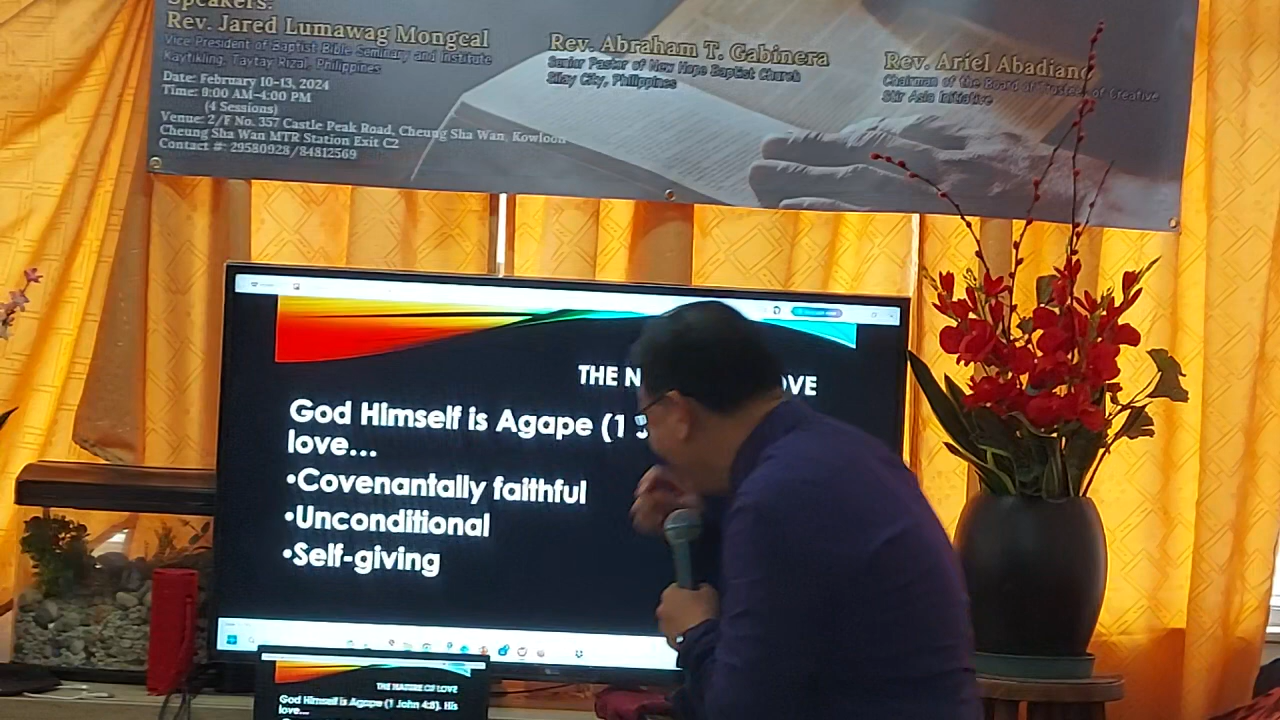 Speakers:
Rev. Jared Lumawag Mongcal
Vice President of Baptist Bible Seminary and Institute
Kaytikling, Taytay Rizal, Philippines
Date: February 10-13, 2024
Time: 9:00 AM-4:00 PM
(4 Sessions)
Venue: 2/F No. 357 Castle Peak Road, Cheung Sha Wan, Kowloon
Cheung Sha Wan MTR Station Exit C2
Contact #: 29580928/84812569
Rev. Abraham T. Gabinera
Senior Pastor of New Hope Baptist Church
Silay City, Philippines
Rev. Ariel Abadiano
Chairman of the Board of Trustees of Creative
Stir Asia Initiative
THE N OVE
God Himself is Agape (1 J
love...
•Covenantally faithful
•Unconditional
•Self-giving
THE NATURE OF LOVE
God Himself is Agape (1 John 4:8). His
love...